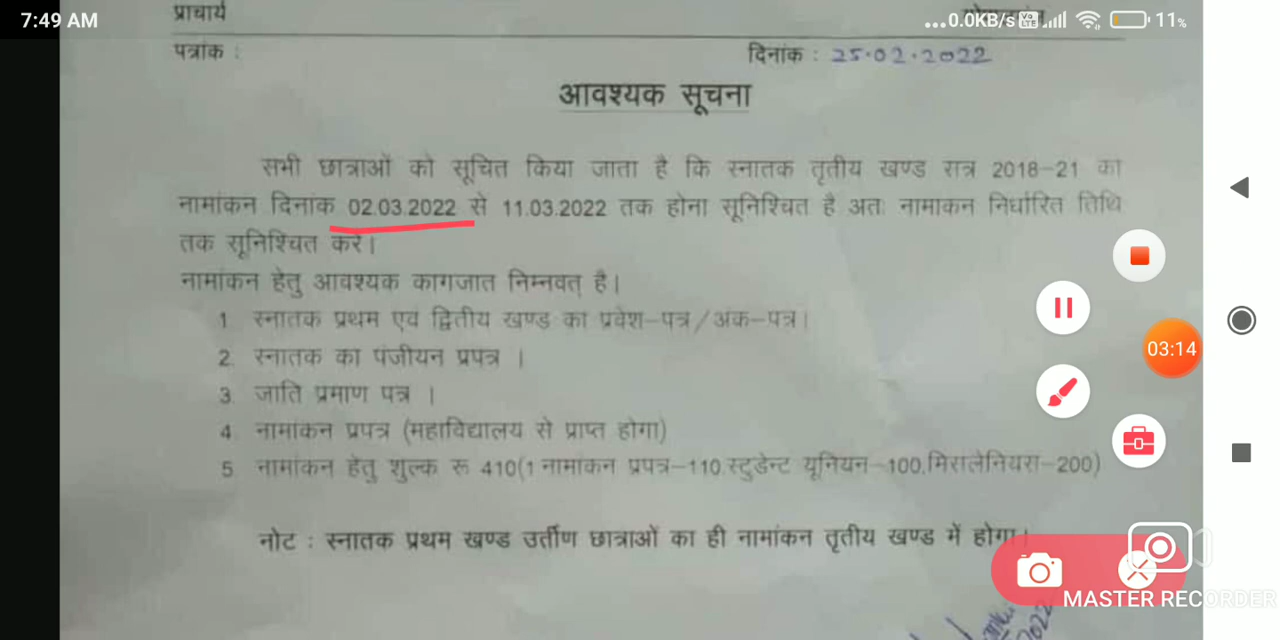 7:49 AM ...0.0KB/s Vo LTE 11%
प्राचार्य
पत्रांक : दिनांक : 25.02.2022
आवश्यक सूचना
सभी छात्राओं को सूचित किया जाता है कि स्नातक तृतीय खण्ड सत्र 2018-21 का
नामांकन दिनांक 02.03.2022 से 11.03.2022 तक होना सूनिश्चित है अतः नामाकन निर्धारित तिथि
तक सूनिश्चित करें।
नामांकन हेतु आवश्यक कागजात निम्नवत् है।
1. स्नातक प्रथम एवं द्वितीय खण्ड का प्रवेश-पत्र/अंक-पत्र।
2. स्नातक का पंजीयन प्रपत्र ।
3. जाति प्रमाण पत्र ।
4. नामांकन प्रपत्र (महाविद्यालय से प्राप्त होगा)
5 नामांकन हेतु शुल्क रू 410(1 नामांकन प्रपत्र-110,स्टुडेन्ट यूनियन-100,मिसलेनियस-200)
नोट : स्नातक प्रथम खण्ड उर्तीण छात्राओं का ही नामांकन तृतीय खण्ड में होगा।
03:14
MASTER RECORDER